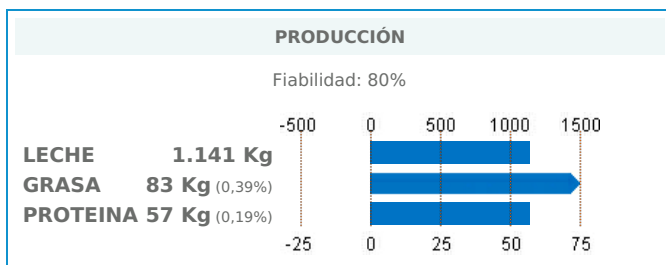 PRODUCCIÓN
Fiabilidad: 80%
-500 0 500 1000 1500
LECHE 1.141 Kg
GRASA 83 Kg (0,39%)
PROTEINA 57 Kg (0,19%)
-25 0 25 50 75